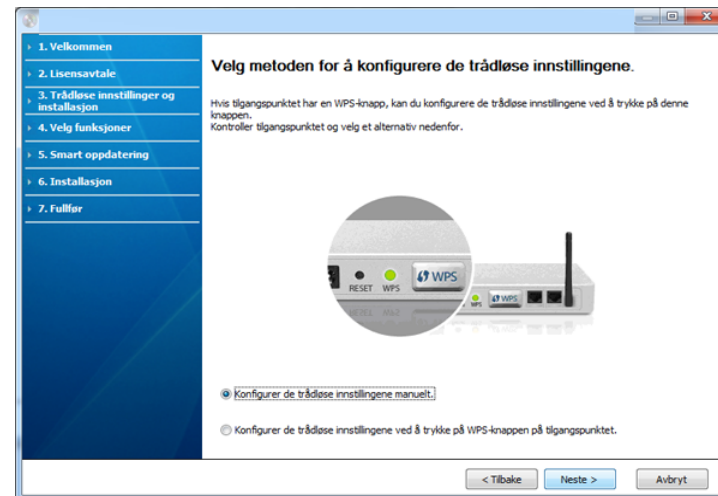 1. Velkommen
2. Lisensavtale
3. Trådløse innstillinger og
installasjon
4. Velg funksjoner
5. Smart oppdatering
6. Installasjon
7. Fullfør
Velg metoden for å konfigurere de trådløse innstillingene.
Hvis tilgangspunktet har en WPS-knapp, kan du konfigurere de trådløse innstillingene ved å trykke på denne
knappen.
Kontroller tilgangspunktet og velg et alternativ nedenfor.
RESET WPS WPS
WPS WPS
Konfigurer de trådløse innstillingene manuelt.
Konfigurer de trådløse innstillingene ved å trykke på WPS-knappen på tilgangspunktet.
< Tilbake Neste > Avbryt